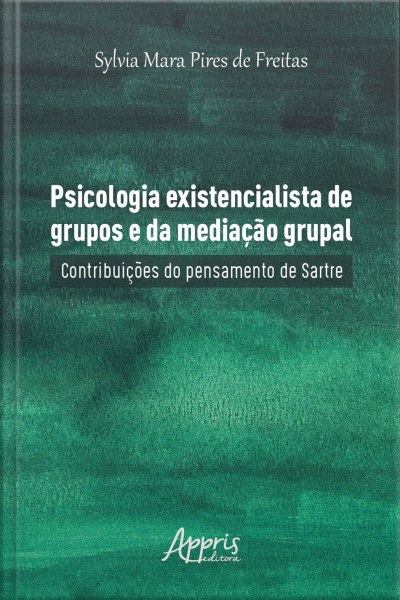 Sylvia Mara Pires de Freitas
Psicologia existencialista de
grupos e da mediação grupal
Contribuições do pensamento de Sartre
Appris
editora